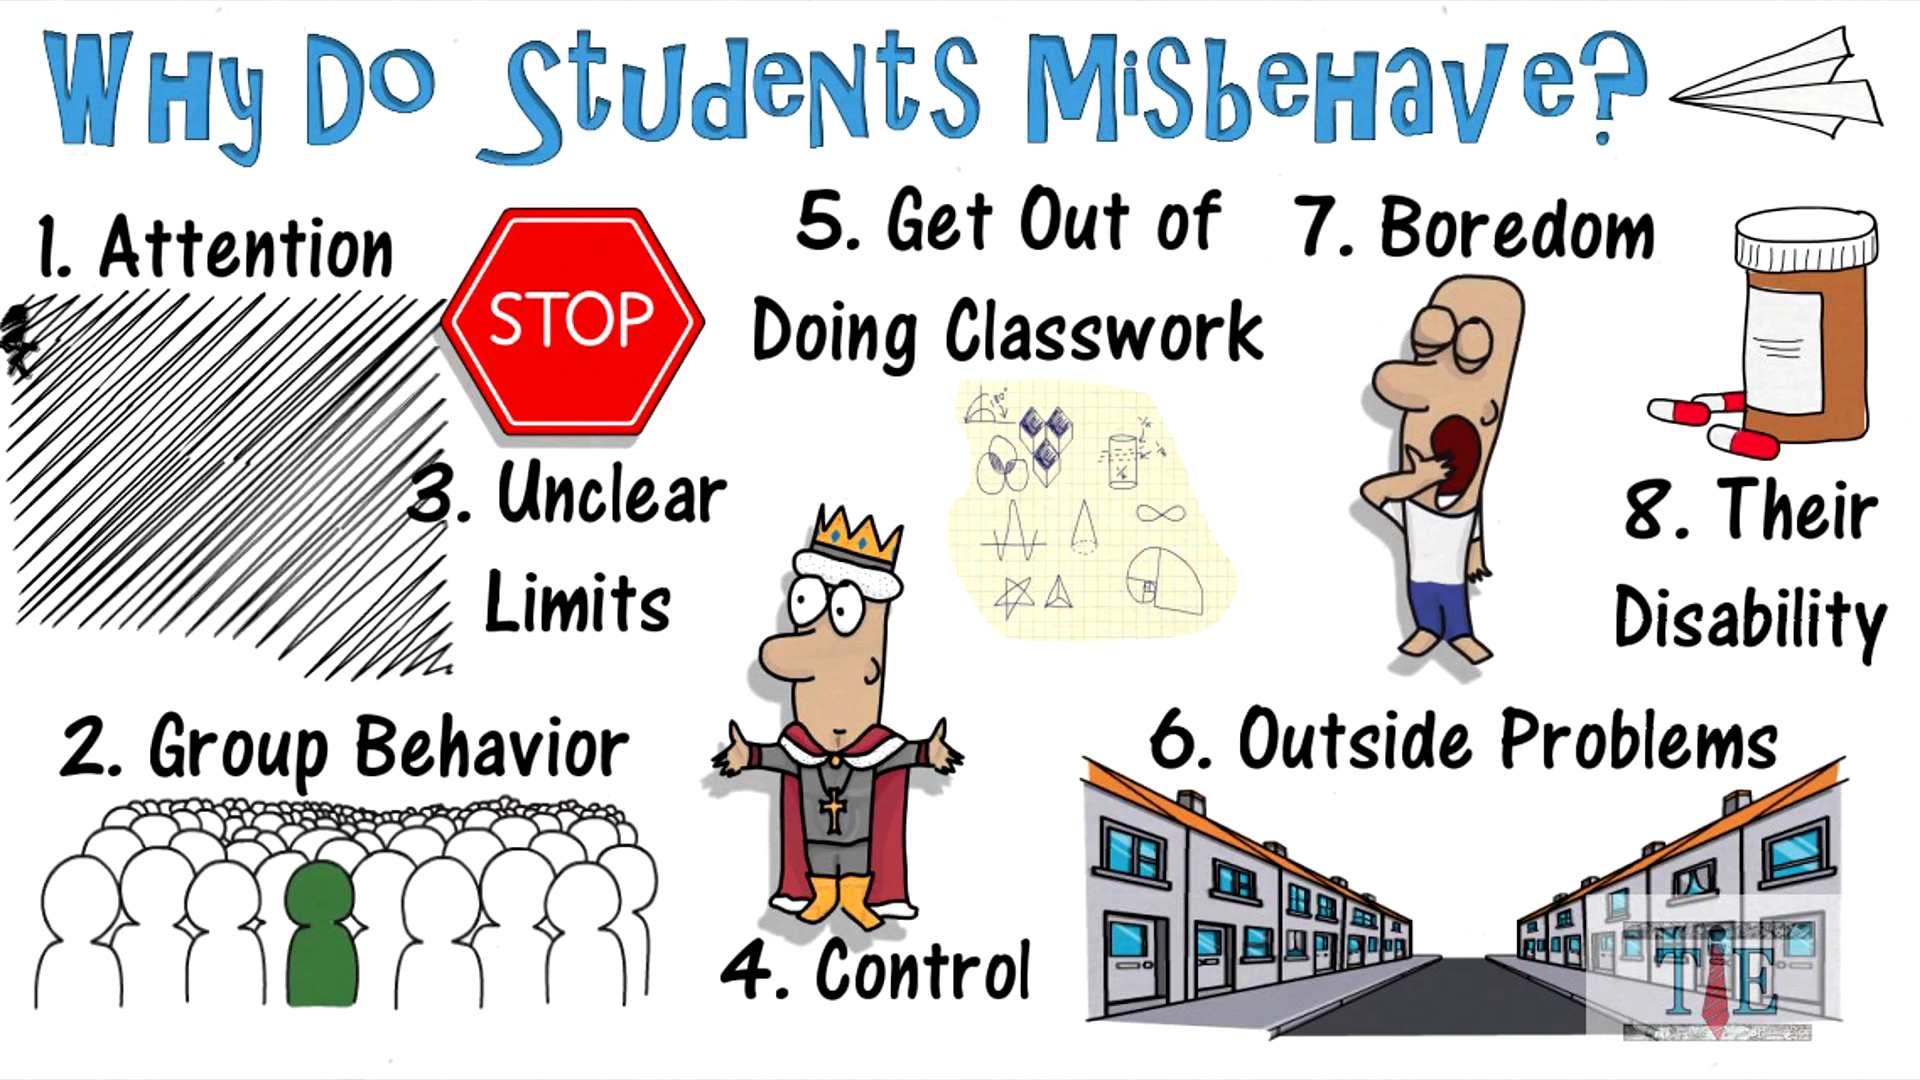 Why Do Students Misbehave?
1. Attention
STOP
2. Group Behavior
3. Unclear
Limits
4. Control
5. Get Out of
Doing Classwork
180°
6. Outside Problems
7. Boredom
8. Their
Disability
TIE